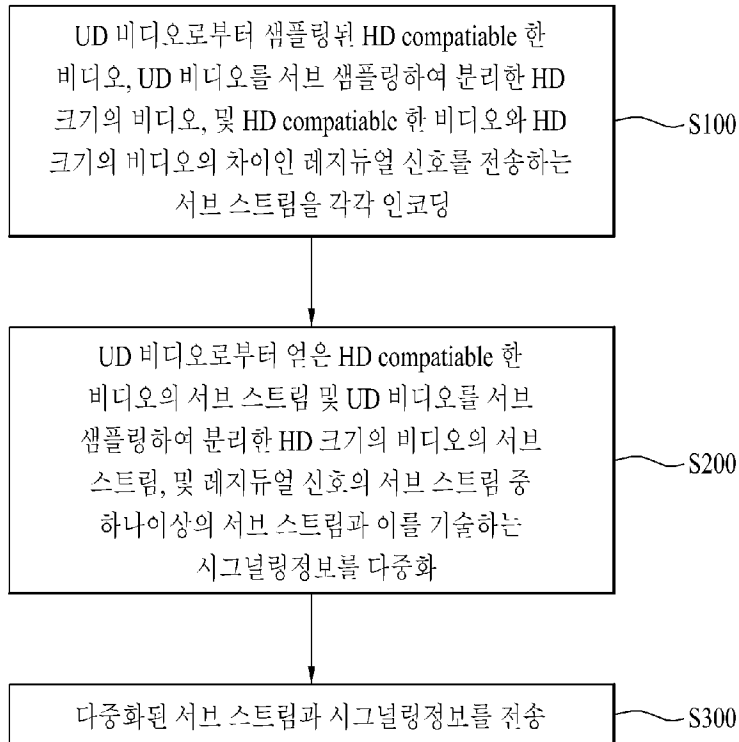 UD 비디오로부터 샘플링된 HD compatiable 한
비디오, UD 비디오를 서브 샘플링하여 분리한 HD
크기의 비디오, 및 HD compatiable 한 비디오와 HD
크기의 비디오의 차이인 레지듀얼 신호를 전송하는
서브 스트림을 각각 인코딩
S100
UD 비디오로부터 얻은 HD compatiable 한
비디오의 서브 스트림 및 UD 비디오를 서브
샘플링하여 분리한 HD 크기의 비디오의 서브
스트림, 및 레지듀얼 신호의 서브 스트림 중
하나이상의 서브 스트림과 이를 기술하는
시그널링정보를 다중화
S200
다중화된 서브 스트림과 시그널링정보를 전송
S300